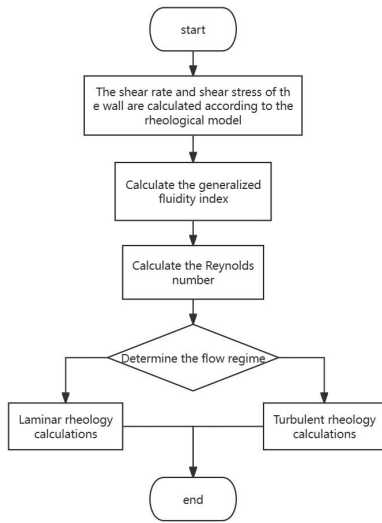 start
The shear rate and shear stress of th
e wall are calculated according to the
rheological model
Calculate the generalized
fluidity index
Calculate the Reynolds
number
Determine the flow regime
Laminar rheology
calculations
Turbulent rheology
calculations
end